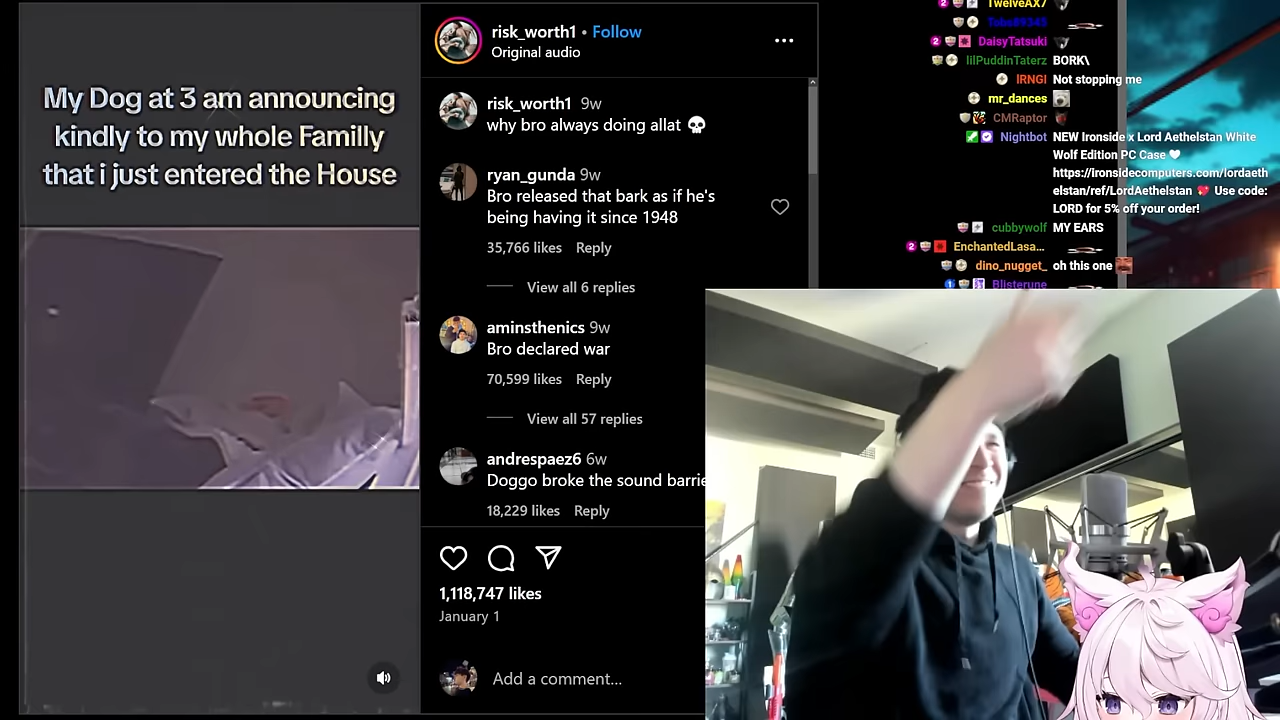 My Dog at 3 am announcing
kindly to my whole Familly
that i just entered the House
risk_worth1 • Follow
Original audio
risk_worth1 9w
why bro always doing allat 💀
ryan_gunda 9w
Bro released that bark as if he's
being having it since 1948
35,766 likes Reply
View all 6 replies
aminsthenics 9w
Bro declared war
70,599 likes Reply
View all 57 replies
andrespaez6 6w
Doggo broke the sound barrie
18,229 likes Reply
1,118,747 likes
January 1
Add a comment...
TwelveAX7
Tobs89345
2 DaisyTatsuki
lilPuddinTaterz BORK\
IRNGI Not stopping me
mr_dances
CMRaptor
Nightbot NEW Ironside x Lord Aethelstan White
Wolf Edition PC Case 🤍
https://ironsidecomputers.com/lordaeth
elstan/ref/LordAethelstan 💖 Use code:
LORD for 5% off your order!
cubbywolf MY EARS
2 EnchantedLasa...
dino_nugget_ oh this one
1 Blisterune